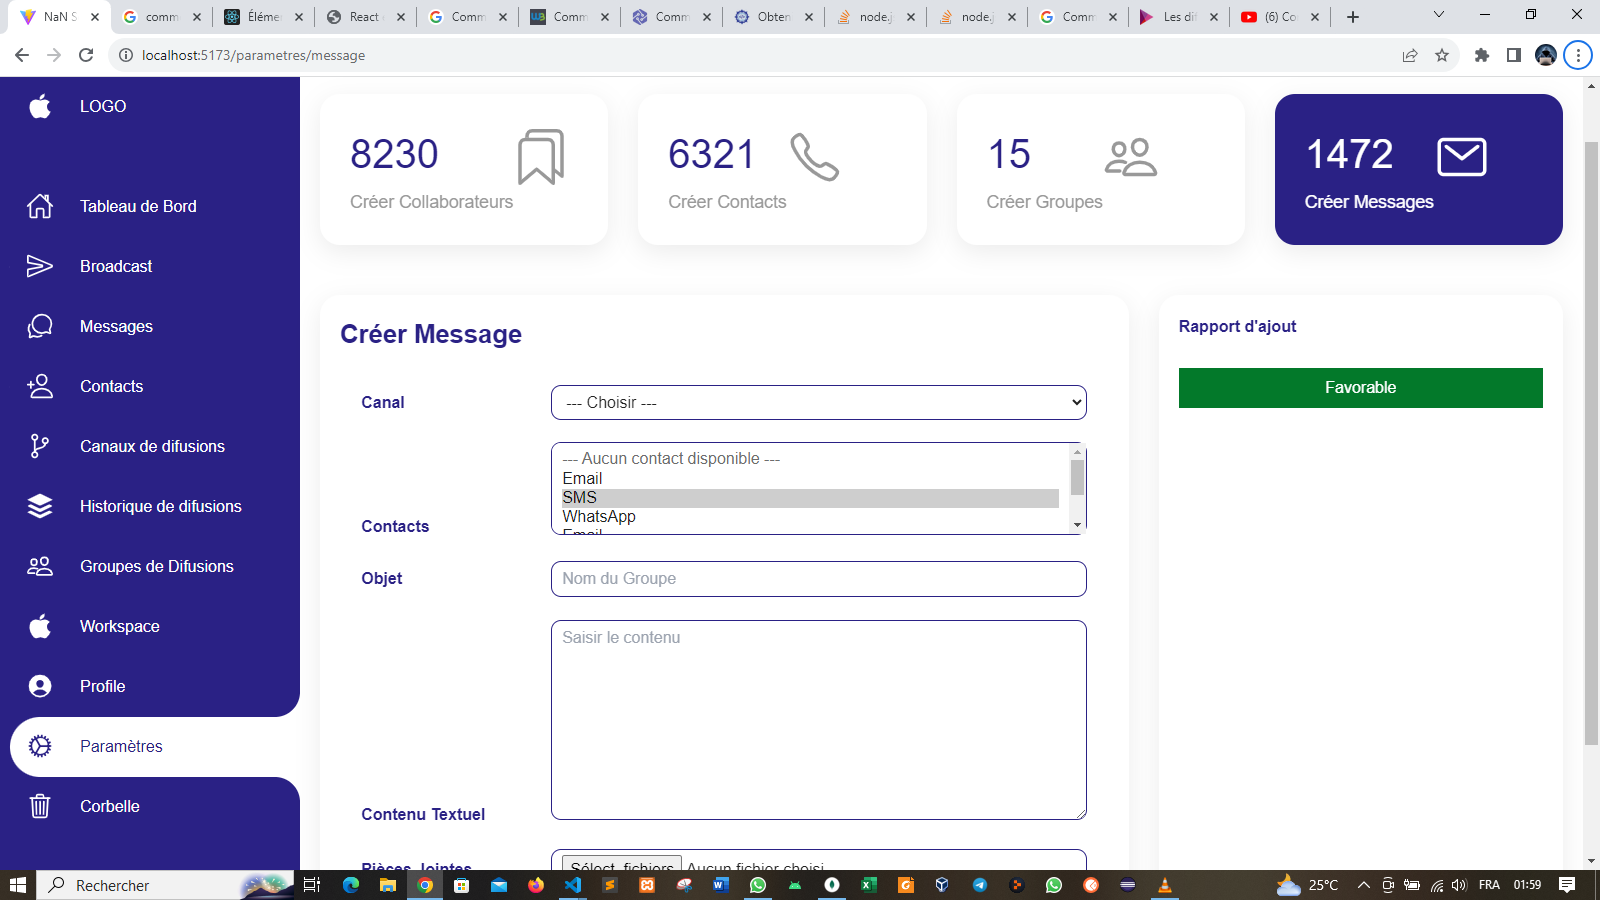 NaN S
comm
Éléme
React
Comm
Comm
Comm
Obten
node.j
node.j
Comm
Les dif
(6) Co
localhost:5173/parametres/message
LOGO
Tableau de Bord
Broadcast
Messages
Contacts
Canaux de difusions
Historique de difusions
Groupes de Difusions
Workspace
Profile
Paramètres
Corbelle
8230
Créer Collaborateurs
6321
Créer Contacts
15
Créer Groupes
1472
Créer Messages
Créer Message
Canal
--- Choisir ---
Contacts
--- Aucun contact disponible ---
Email
SMS
WhatsApp
Email
Objet
Nom du Groupe
Contenu Textuel
Saisir le contenu
Pièces Jointes
Sélect. fichiers Aucun fichier choisi
Rapport d'ajout
Favorable
Rechercher
25°C
FRA
01:59